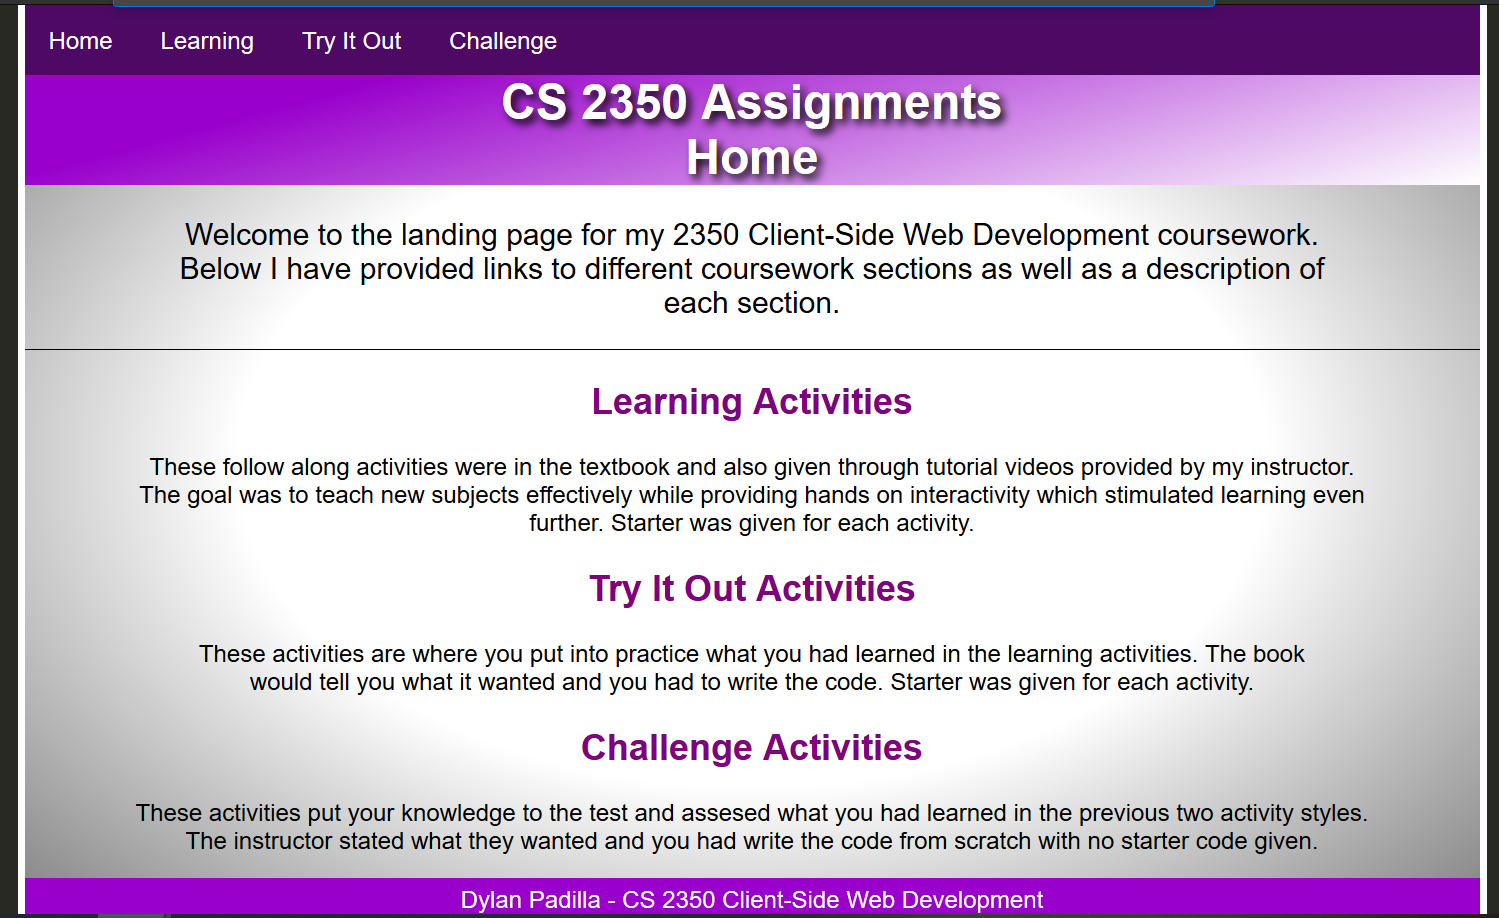 Home Learning Try It Out Challenge
CS 2350 Assignments
Home
Welcome to the landing page for my 2350 Client-Side Web Development coursework.
Below I have provided links to different coursework sections as well as a description of
each section.
Learning Activities
These follow along activities were in the textbook and also given through tutorial videos provided by my instructor.
The goal was to teach new subjects effectively while providing hands on interactivity which stimulated learning even
further. Starter was given for each activity.
Try It Out Activities
These activities are where you put into practice what you had learned in the learning activities. The book
would tell you what it wanted and you had to write the code. Starter was given for each activity.
Challenge Activities
These activities put your knowledge to the test and assesed what you had learned in the previous two activity styles.
The instructor stated what they wanted and you had write the code from scratch with no starter code given.
Dylan Padilla - CS 2350 Client-Side Web Development